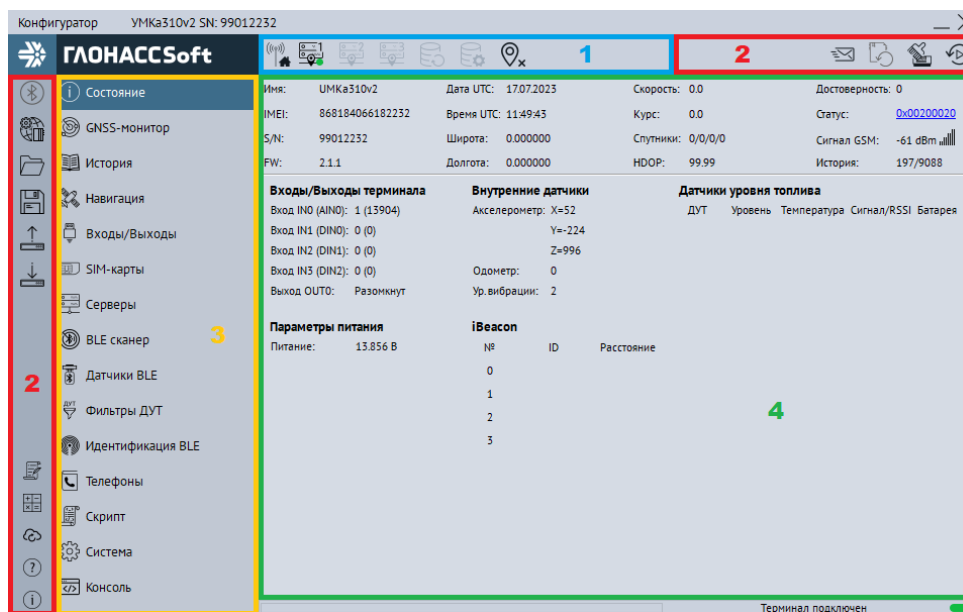 Конфигуратор УМКа310v2 SN: 99012232
ГЛОНАССSoft
1
2
Состояние
GNSS-монитор
История
Навигация
Входы/Выходы
SIM-карты
Серверы
BLE сканер
3
Датчики BLE
2
Фильтры ДУТ
Идентификация BLE
Телефоны
Скрипт
Система
Консоль
Имя: УМКа310v2 Дата UTC: 17.07.2023 Скорость: 0.0 Достоверность: 0
IMEI: 868184066182232 Время UTC: 11:49:43 Курс: 0.0 Статус: 0x00200020
S/N: 99012232 Широта: 0.000000 Спутники: 0/0/0/0 Сигнал GSM: -61 dBm
FW: 2.1.1 Долгота: 0.000000 HDOP: 99.99 История: 197/9088
Входы/Выходы терминала
Вход IN0 (AIN0): 1 (13904)
Вход IN1 (DIN0): 0 (0)
Вход IN2 (DIN1): 0 (0)
Вход IN3 (DIN2): 0 (0)
Выход OUT0: Разомкнут
Внутренние датчики
Акселерометр: X=52
Y=-224
Z=996
Одометр: 0
Ур.вибрации: 2
Датчики уровня топлива
ДУТ Уровень Температура Сигнал/RSSI Батарея
Параметры питания
Питание: 13.856 В
iBeacon
№ ID Расстояние
0
1
2
3
4
Терминал подключен